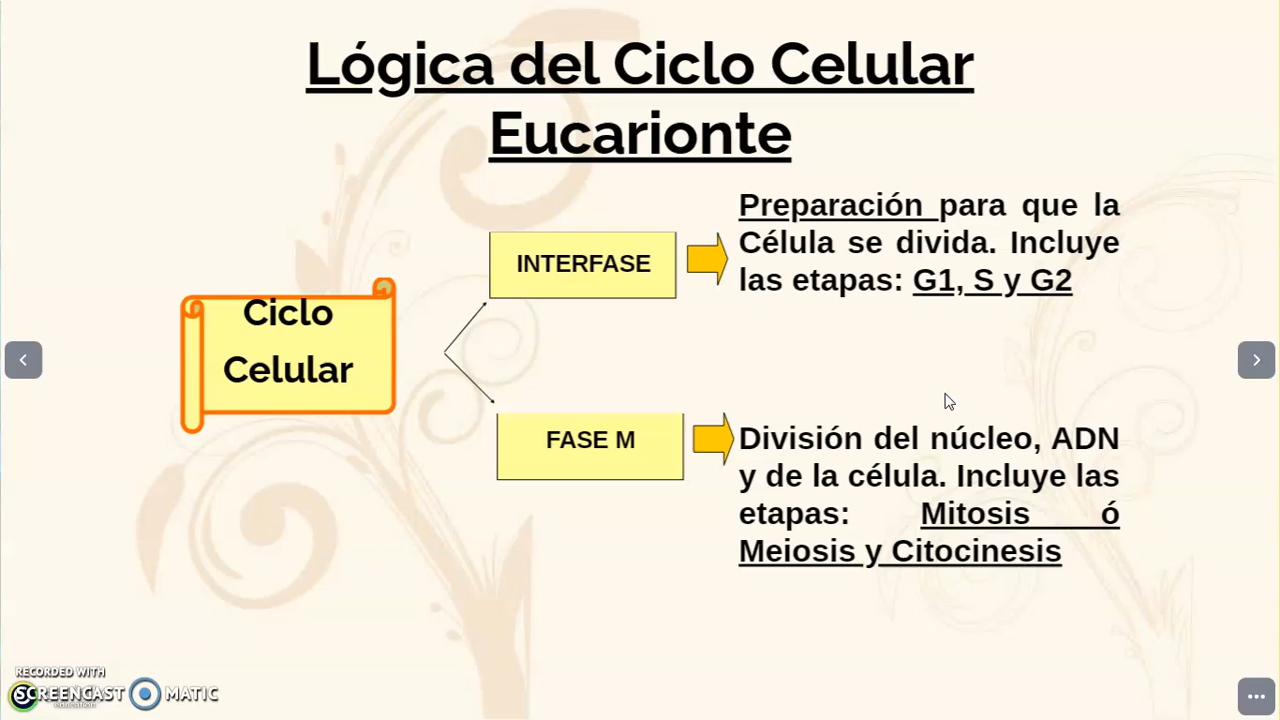 Lógica del Ciclo Celular
Eucarionte
Preparación para que la
Célula se divida. Incluye
las etapas: G1, S y G2
INTERFASE
Ciclo
Celular
FASE M
División del núcleo, ADN
y de la célula. Incluye las
etapas: Mitosis ó
Meiosis y Citocinesis
RECORDED WITH
SCREENCAST MATIC